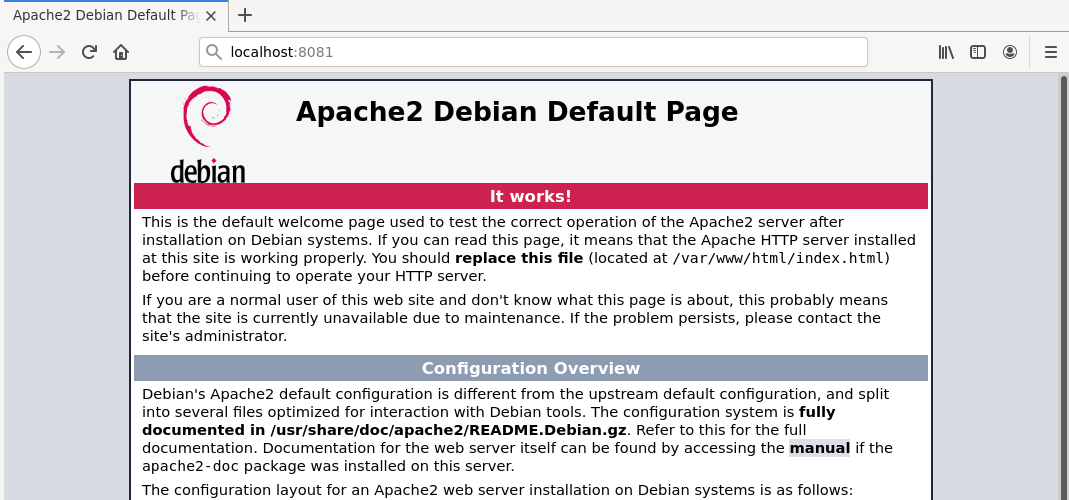 Apache2 Debian Default Pa
localhost:8081
debian
Apache2 Debian Default Page
It works!
This is the default welcome page used to test the correct operation of the Apache2 server after
installation on Debian systems. If you can read this page, it means that the Apache HTTP server installed
at this site is working properly. You should replace this file (located at /var/www/html/index.html)
before continuing to operate your HTTP server.
If you are a normal user of this web site and don't know what this page is about, this probably means
that the site is currently unavailable due to maintenance. If the problem persists, please contact the
site's administrator.
Configuration Overview
Debian's Apache2 default configuration is different from the upstream default configuration, and split
into several files optimized for interaction with Debian tools. The configuration system is fully
documented in /usr/share/doc/apache2/README.Debian.gz. Refer to this for the full
documentation. Documentation for the web server itself can be found by accessing the manual if the
apache2-doc package was installed on this server.
The configuration layout for an Apache2 web server installation on Debian systems is as follows: